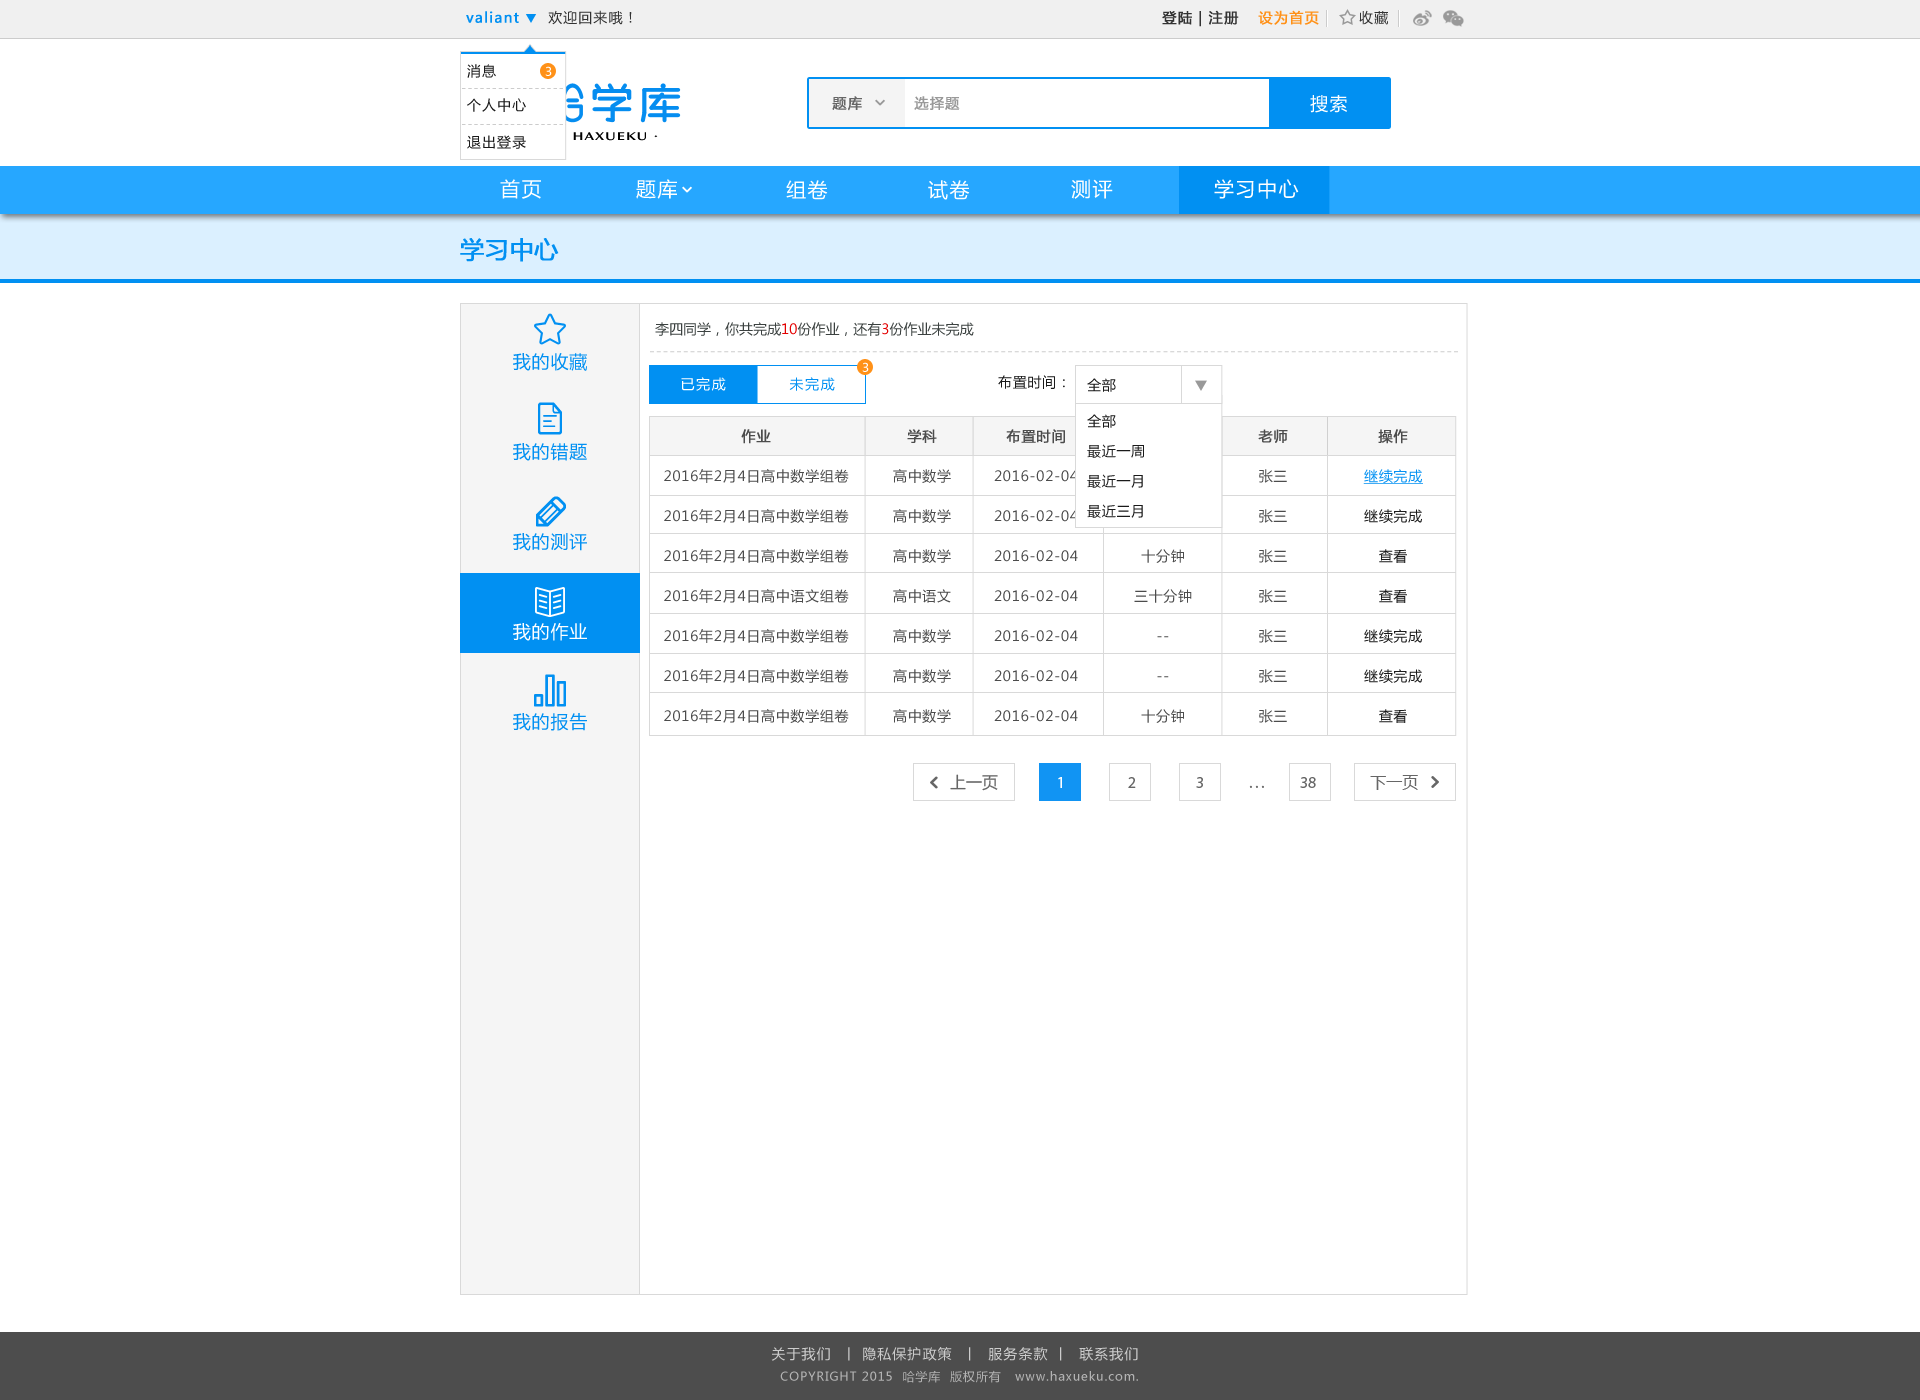 valiant ▼ 欢迎回来哦！ 登陆 | 注册 设为首页 收藏
消息 3
个人中心
退出登录
学库
HAXUEKU ·
题库 选择题 搜索
首页 题库 组卷 试卷 测评 学习中心
学习中心
我的收藏
我的错题
我的测评
我的作业
我的报告
李四同学，你共完成10份作业，还有3份作业未完成
已完成 未完成 3 布置时间： 全部 ▼
全部
最近一周
最近一月
最近三月
作业 学科 布置时间 老师 操作
2016年2月4日高中数学组卷 高中数学 2016-02-04 张三 继续完成
2016年2月4日高中数学组卷 高中数学 2016-02-04 张三 继续完成
2016年2月4日高中数学组卷 高中数学 2016-02-04 十分钟 张三 查看
2016年2月4日高中语文组卷 高中语文 2016-02-04 三十分钟 张三 查看
2016年2月4日高中数学组卷 高中数学 2016-02-04 -- 张三 继续完成
2016年2月4日高中数学组卷 高中数学 2016-02-04 -- 张三 继续完成
2016年2月4日高中数学组卷 高中数学 2016-02-04 十分钟 张三 查看
上一页 1 2 3 ... 38 下一页
关于我们 | 隐私保护政策 | 服务条款 | 联系我们
COPYRIGHT 2015 哈学库 版权所有 www.haxueku.com.